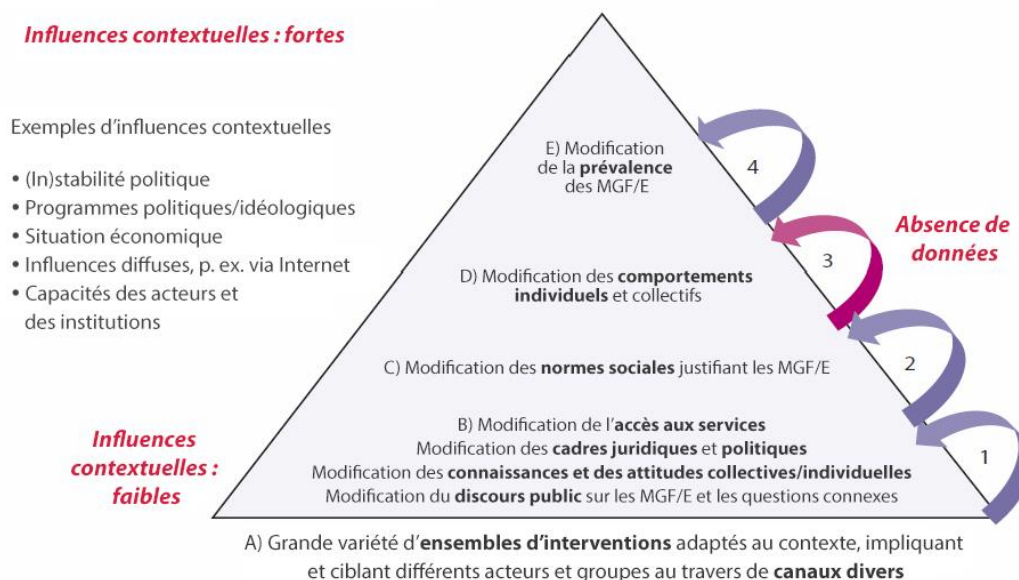 Influences contextuelles : fortes
Exemples d'influences contextuelles
• (In)stabilité politique
• Programmes politiques/idéologiques
• Situation économique
• Influences diffuses, p. ex. via Internet
• Capacités des acteurs et
des institutions
Influences
contextuelles :
faibles
E) Modification
de la prévalence
des MGF/E
D) Modification des comportements
individuels et collectifs
C) Modification des normes sociales justifiant les MGF/E
B) Modification de l'accès aux services
Modification des cadres juridiques et politiques
Modification des connaissances et des attitudes collectives/individuelles
Modification du discours public sur les MGF/E et les questions connexes
4
3
2
1
Absence de
données
A) Grande variété d'ensembles d'interventions adaptés au contexte, impliquant
et ciblant différents acteurs et groupes au travers de canaux divers